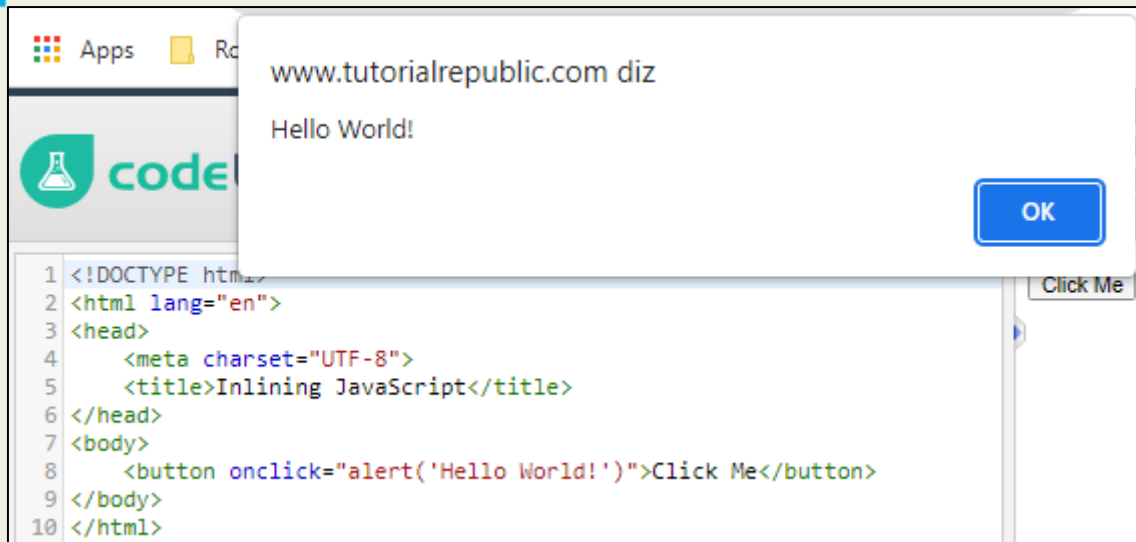 Apps
www.tutorialrepublic.com diz
Hello World!
OK
code
Click Me
1 <!DOCTYPE html>
2 <html lang="en">
3 <head>
4     <meta charset="UTF-8">
5     <title>Inlining JavaScript</title>
6 </head>
7 <body>
8     <button onclick="alert('Hello World!')">Click Me</button>
9 </body>
10 </html>